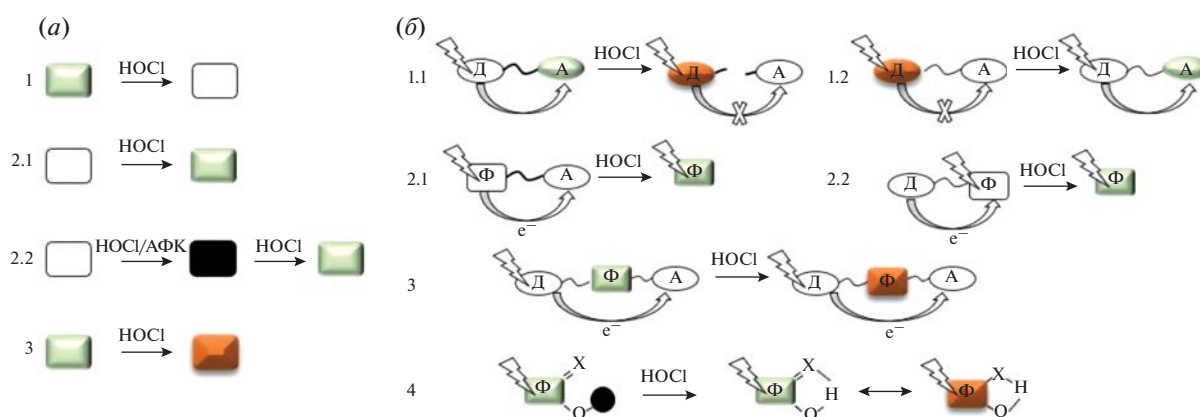 (а)
1 HOCl
2.1 HOCl
2.2 HOCl/АФК HOCl
3 HOCl
(б)
1.1 Д А HOCl Д А X
1.2 Д А X HOCl Д А
2.1 Ф А e− HOCl Ф
2.2 Д Ф e− HOCl Ф
3 Д Ф А e− HOCl Д Ф А e−
4 Ф X O HOCl Ф X H O Ф X H O